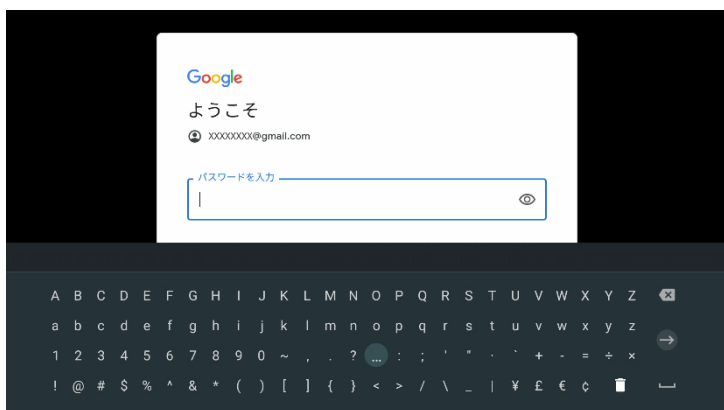 Google
ようこそ
XXXXXXXX@gmail.com
パスワードを入力
A B C D E F G H I J K L M N O P Q R S T U V W X Y Z
a b c d e f g h i j k l m n o p q r s t u v w x y z
1 2 3 4 5 6 7 8 9 0 ~ , . ? … : ; ' " · ` + - = ÷ ×
! @ # $ % ^ & * ( ) [ ] { } < > / \ _ | ¥ £ € ¢